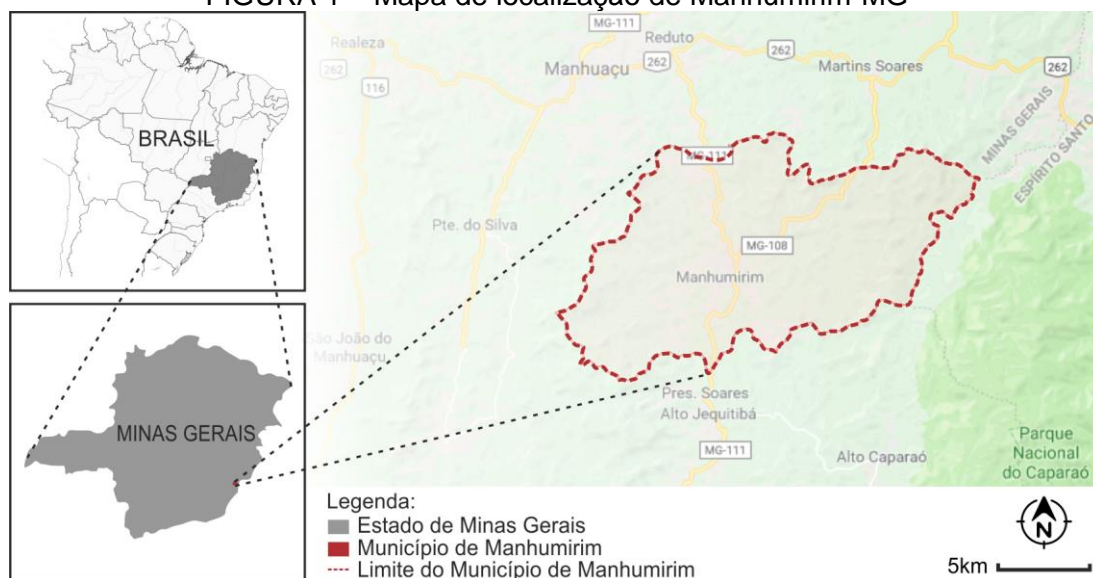 FIGURA 1 – Mapa de localização de Manhumirim-MG
BRASIL
MINAS GERAIS
MG-111
Realeza
Reduto
262
262
Manhuaçu
262
Martins Soares
262
116
MINAS GERAIS
ESPÍRITO SANTO
MG-111
Pte. do Silva
MG-108
Manhumirim
São João do
Manhuaçu
Pres. Soares
Alto Jequitibá
MG-111
Alto Caparaó
Parque
Nacional
do Caparaó
Legenda:
Estado de Minas Gerais
Município de Manhumirim
Limite do Município de Manhumirim
N
5km